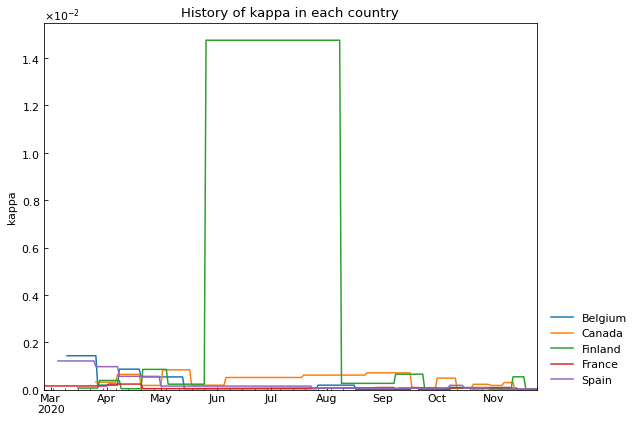 History of kappa in each country
×10⁻²
1.4
1.2
1.0
0.8
0.6
0.4
0.2
0.0
kappa
Mar Apr May Jun Jul Aug Sep Oct Nov
2020
Belgium
Canada
Finland
France
Spain